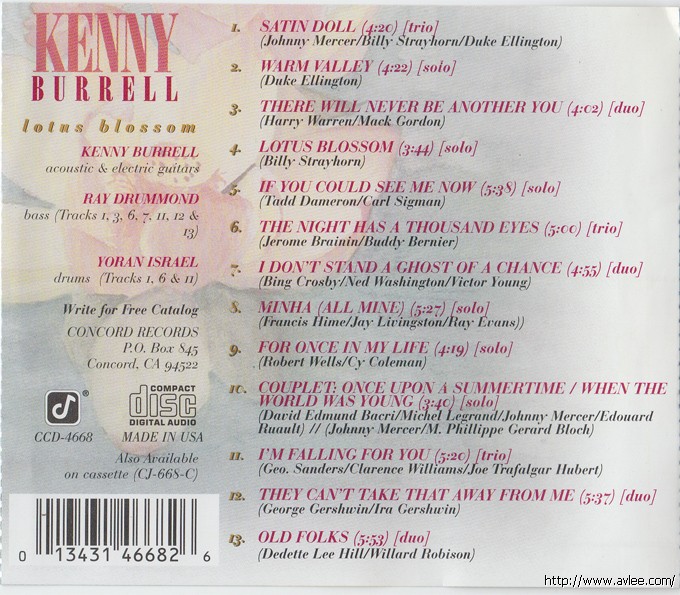 KENNY
BURRELL
lotus blossom
KENNY BURRELL
acoustic & electric guitars
RAY DRUMMOND
bass (Tracks 1, 3, 6, 7, 11, 12 &
13)
YORAN ISRAEL
drums (Tracks 1, 6 & 11)
Write for Free Catalog
CONCORD RECORDS
P.O. Box 845
Concord, CA 94522
®
COMPACT
disc
DIGITAL AUDIO
CCD-4668
MADE IN USA
Also Available
on cassette (CJ-668-C)
0 13431 46682 6
1. SATIN DOLL (4:20) [trio]
(Johnny Mercer/Billy Strayhorn/Duke Ellington)
2. WARM VALLEY (4:22) [solo]
(Duke Ellington)
3. THERE WILL NEVER BE ANOTHER YOU (4:02) [duo]
(Harry Warren/Mack Gordon)
4. LOTUS BLOSSOM (3:44) [solo]
(Billy Strayhorn)
5. IF YOU COULD SEE ME NOW (5:38) [solo]
(Tadd Dameron/Carl Sigman)
6. THE NIGHT HAS A THOUSAND EYES (5:00) [trio]
(Jerome Brainin/Buddy Bernier)
7. I DON'T STAND A GHOST OF A CHANCE (4:55) [duo]
(Bing Crosby/Ned Washington/Victor Young)
8. MINHA (ALL MINE) (5:27) [solo]
(Francis Hime/Jay Livingston/Ray Evans))
9. FOR ONCE IN MY LIFE (4:19) [solo]
(Robert Wells/Cy Coleman)
10. COUPLET: ONCE UPON A SUMMERTIME / WHEN THE
WORLD WAS YOUNG (3:40) [solo]
(David Edmund Bacri/Michel Legrand/Johnny Mercer/Edouard
Ruault) // (Johnny Mercer/M. Phillippe Gerard Bloch)
11. I'M FALLING FOR YOU (5:20) [trio]
(Geo. Sanders/Clarence Williams/Joe Trafalgar Hubert)
12. THEY CAN'T TAKE THAT AWAY FROM ME (5:37) [duo]
(George Gershwin/Ira Gershwin)
13. OLD FOLKS (5:53) [duo]
(Dedette Lee Hill/Willard Robison)
http://www.avlee.com/